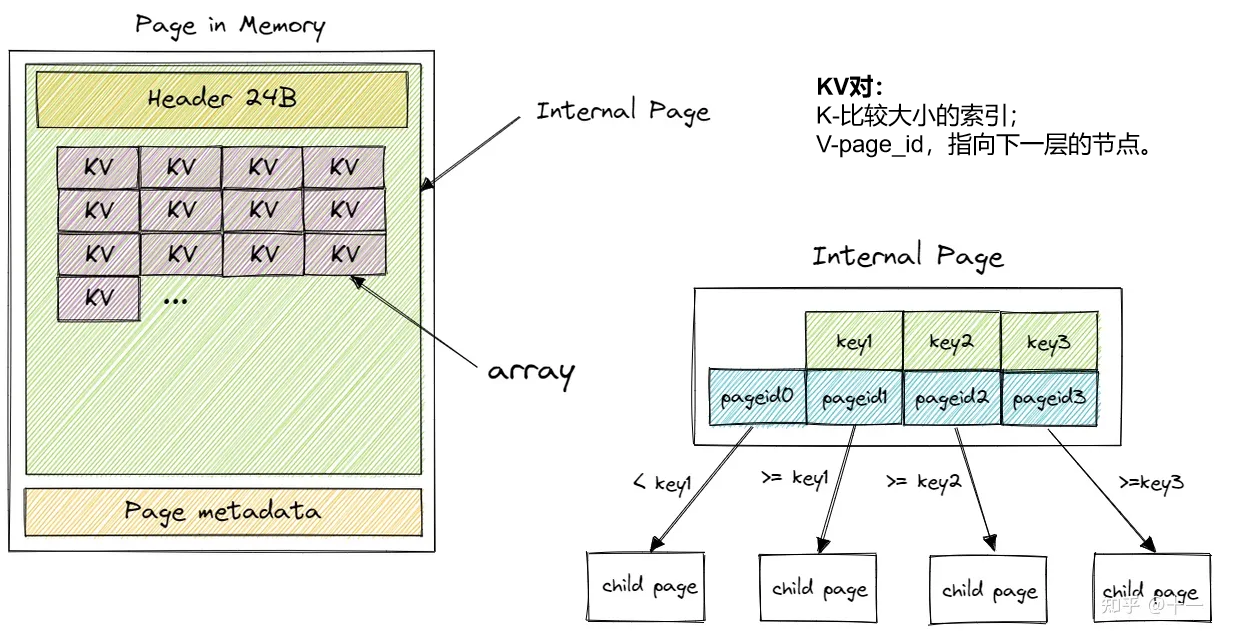 Page in Memory
Header 24B
KV KV KV KV
KV KV KV KV
KV KV KV KV
KV ...
Page metadata
Internal Page
array
KV对：
K-比较大小的索引；
V-page_id，指向下一层的节点。
Internal Page
key1 key2 key3
pageid0 pageid1 pageid2 pageid3
< key1 >= key1 >= key2 >=key3
child page child page child page child page
知乎 @十一